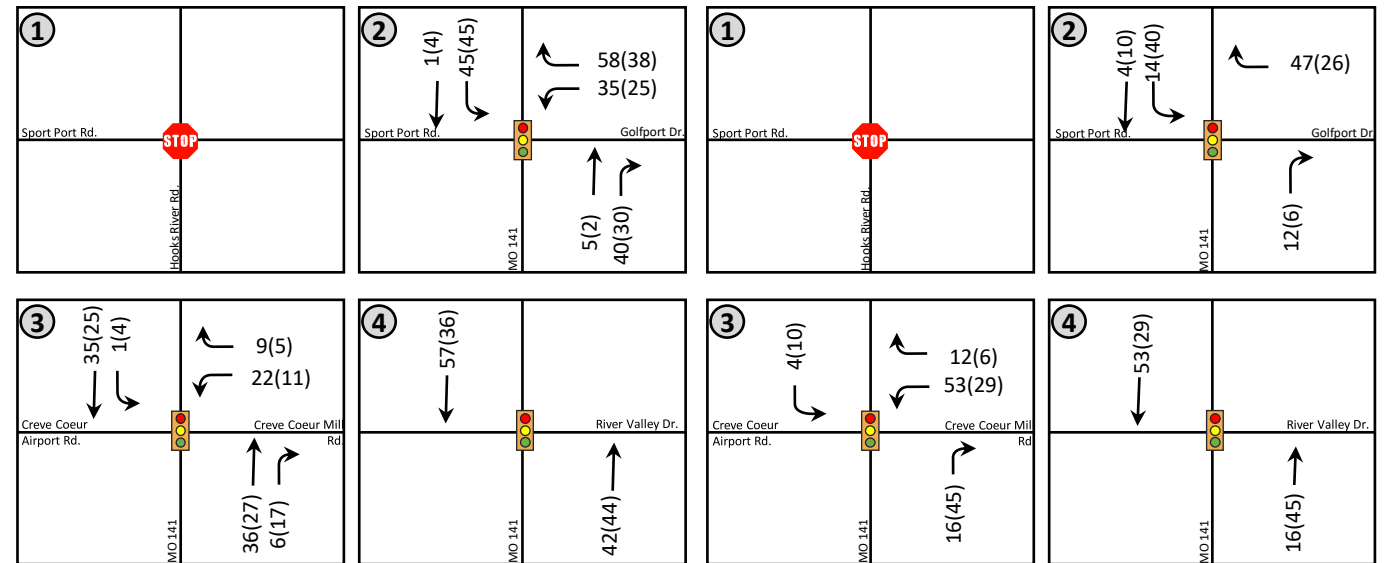 1
Sport Port Rd.
STOP
Hooks River Rd.
2
1(4)
45(45)
58(38)
35(25)
Sport Port Rd.
Golfport Dr.
5(2)
40(30)
MO 141
1
Sport Port Rd.
STOP
Hooks River Rd.
2
4(10)
14(40)
47(26)
Sport Port Rd.
Golfport Dr
12(6)
MO 141
3
35(25)
1(4)
9(5)
22(11)
Creve Coeur
Airport Rd.
Creve Coeur Mill
Rd.
36(27)
6(17)
MO 141
4
57(36)
River Valley Dr.
42(44)
MO 141
3
4(10)
12(6)
53(29)
Creve Coeur
Airport Rd.
Creve Coeur Mil
Rd
16(45)
MO 141
4
53(29)
River Valley Dr.
16(45)
MO 141